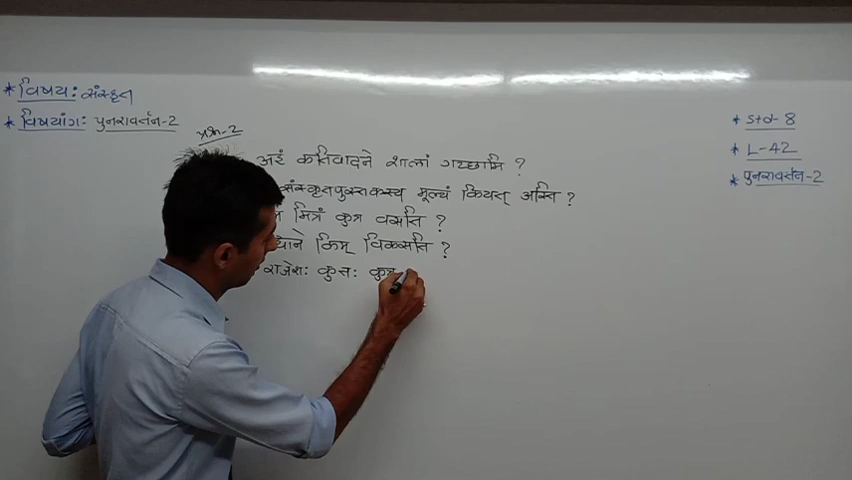 * विषय: संस्कृत
* विषयांग: पुनरावर्तन-2
प्रश्न-2
अहं कतिवादने शालां गच्छामि ?
संस्कृतपुस्तकस्य मूल्यं कियत् अस्ति ?
मित्रं कुत्र वसति ?
किम् विकसति ?
राजेश: कुत: कुत्र
* std- 8
* L-42
* पुनरावर्तन-2